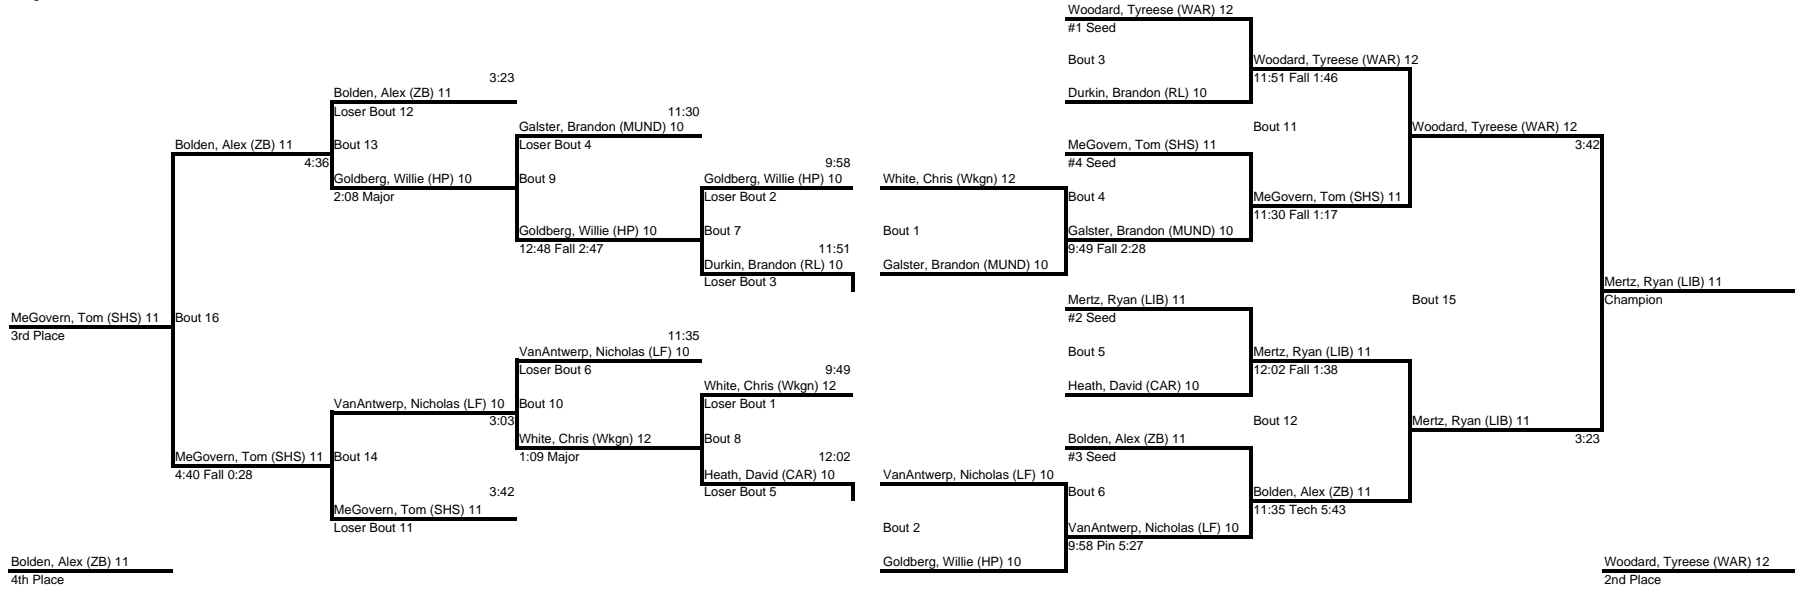 Woodard, Tyreese (WAR) 12
#1 Seed
Bout 3
Woodard, Tyreese (WAR) 12
3:23
11:51 Fall 1:46
Bolden, Alex (ZB) 11
Durkin, Brandon (RL) 10
Loser Bout 12
11:30
Galster, Brandon (MUND) 10
Bout 11
Woodard, Tyreese (WAR) 12
Bolden, Alex (ZB) 11
Bout 13
Loser Bout 4
MeGovern, Tom (SHS) 11
3:42
4:36
9:58
#4 Seed
Goldberg, Willie (HP) 10
Bout 9
Goldberg, Willie (HP) 10
White, Chris (Wkgn) 12
2:08 Major
Loser Bout 2
Bout 4
MeGovern, Tom (SHS) 11
11:30 Fall 1:17
Goldberg, Willie (HP) 10
Bout 7
Bout 1
Galster, Brandon (MUND) 10
12:48 Fall 2:47
11:51
9:49 Fall 2:28
Durkin, Brandon (RL) 10
Galster, Brandon (MUND) 10
Loser Bout 3
Mertz, Ryan (LIB) 11
Mertz, Ryan (LIB) 11
Bout 15
Champion
MeGovern, Tom (SHS) 11
Bout 16
#2 Seed
3rd Place
11:35
VanAntwerp, Nicholas (LF) 10
Bout 5
Mertz, Ryan (LIB) 11
Loser Bout 6
9:49
12:02 Fall 1:38
White, Chris (Wkgn) 12
Heath, David (CAR) 10
VanAntwerp, Nicholas (LF) 10
Bout 10
Loser Bout 1
3:03
Bout 12
Mertz, Ryan (LIB) 11
White, Chris (Wkgn) 12
Bout 8
Bolden, Alex (ZB) 11
3:23
MeGovern, Tom (SHS) 11
Bout 14
1:09 Major
12:02
#3 Seed
4:40 Fall 0:28
Heath, David (CAR) 10
VanAntwerp, Nicholas (LF) 10
3:42
Loser Bout 5
Bout 6
Bolden, Alex (ZB) 11
MeGovern, Tom (SHS) 11
11:35 Tech 5:43
Loser Bout 11
Bout 2
VanAntwerp, Nicholas (LF) 10
9:58 Pin 5:27
Bolden, Alex (ZB) 11
Goldberg, Willie (HP) 10
Woodard, Tyreese (WAR) 12
4th Place
2nd Place